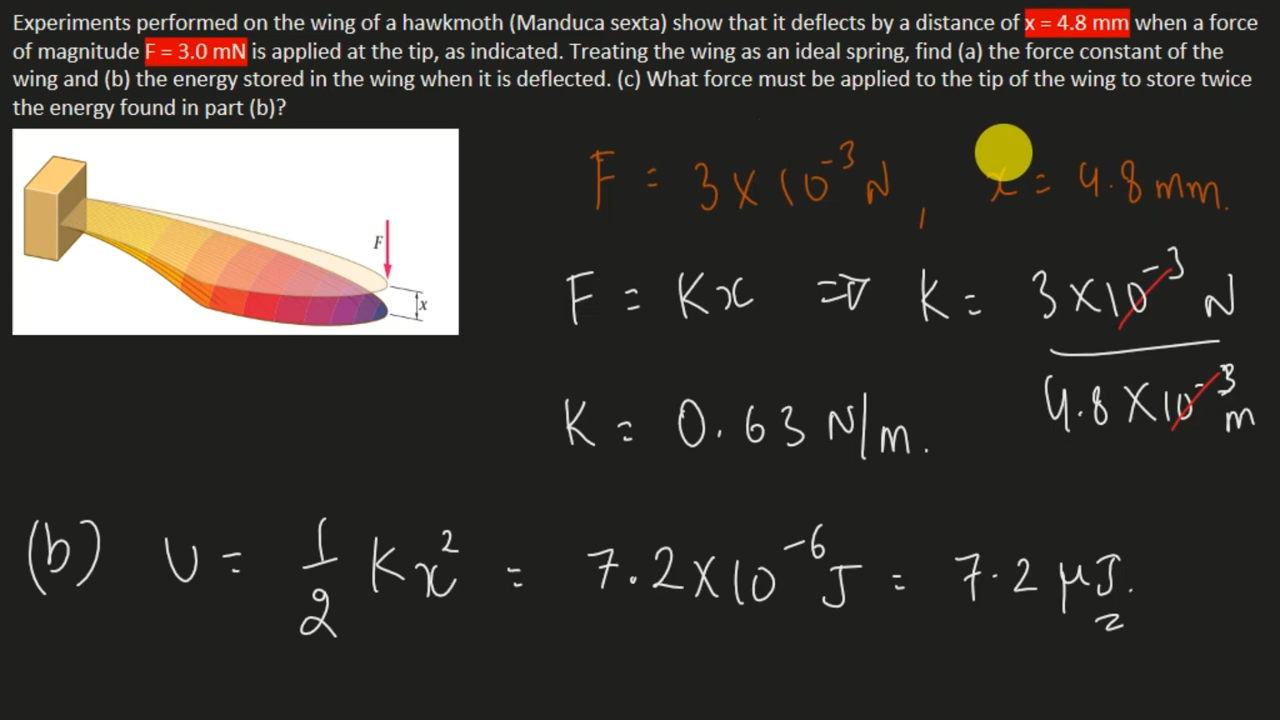 Experiments performed on the wing of a hawkmoth (Manduca sexta) show that it deflects by a distance of x = 4.8 mm when a force
of magnitude F = 3.0 mN is applied at the tip, as indicated. Treating the wing as an ideal spring, find (a) the force constant of the
wing and (b) the energy stored in the wing when it is deflected. (c) What force must be applied to the tip of the wing to store twice
the energy found in part (b)?
F
x
F = 3 × 10⁻³ N, x = 4.8 mm.
F = Kx ⇒ K = 3 × 10⁻³ N
4.8 × 10⁻³ m
K = 0.63 N/m.
(b) U = 1/2 Kx² = 7.2 × 10⁻⁶ J = 7.2 μJ.